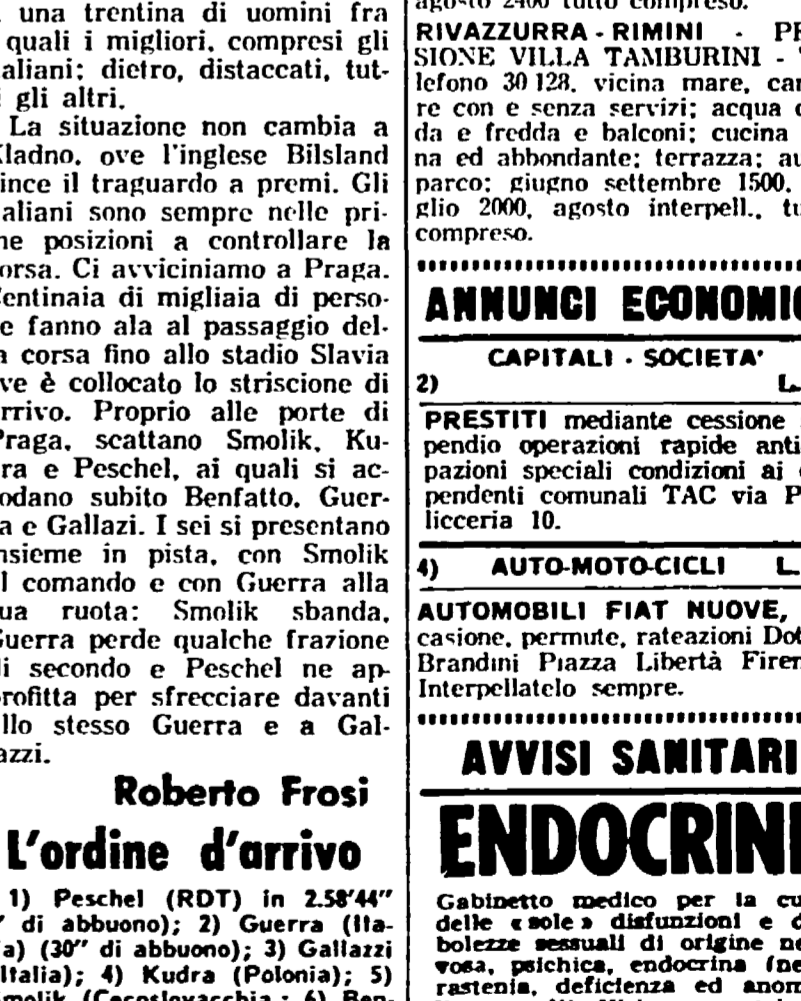 una trentina di uomini fra
quali i migliori, compresi gli
aliani; dietro, distaccati, tut-
gli altri.
La situazione non cambia a
Kladno, ove l'inglese Bilsland
ince il traguardo a premi. Gli
aliani sono sempre nelle pri-
ne posizioni a controllare la
orsa. Ci avviciniamo a Praga.
entinaia di migliaia di perso-
e fanno ala al passaggio del-
a corsa fino allo stadio Slavia
ve è collocato lo striscione di
rrivo. Proprio alle porte di
Praga, scattano Smolik, Ku-
ra e Peschel, ai quali si ac-
odano subito Benfatto, Guer-
a e Gallazi. I sei si presentano
nsieme in pista, con Smolik
l comando e con Guerra alla
ua ruota: Smolik sbanda,
Guerra perde qualche frazione
di secondo e Peschel ne ap-
rofitta per sfrecciare davanti
llo stesso Guerra e a Gal-
azzi.
Roberto Frosi
L'ordine d'arrivo
1) Peschel (RDT) in 2.58'44"
di abbuono); 2) Guerra (Ita-
a) (30" di abbuono); 3) Gallazzi
Italia); 4) Kudra (Polonia); 5)
Smolik (Cecoslovacchia; 6) Ben-
agosto 2400 tutto compreso.
RIVAZZURRA - RIMINI - PE
SIONE VILLA TAMBURINI -
lefono 30 128, vicina mare, ca
re con e senza servizi; acqua c
da e fredda e balconi; cucina
na ed abbondante; terrazza; au
parco; giugno settembre 1500,
glio 2000, agosto interpell., tu
compreso.
ANNUNCI ECONOMIC
CAPITALI - SOCIETA'
2) L.
PRESTITI mediante cessione
pendio operazioni rapide anti
pazioni speciali condizioni ai
pendenti comunali TAC via P
licceria 10.
4) AUTO-MOTO-CICLI L.
AUTOMOBILI FIAT NUOVE,
casione, permute, rateazioni Dot
Brandini Piazza Libertà Firen
Interpellatelo sempre.
AVVISI SANITARI
ENDOCRINE
Gabinetto medico per la cu
delle «sole» disfunzioni e d
bolezze sessuali di origine ne
vosa, psichica, endocrina (ne
rastenia, deficienza ed anom